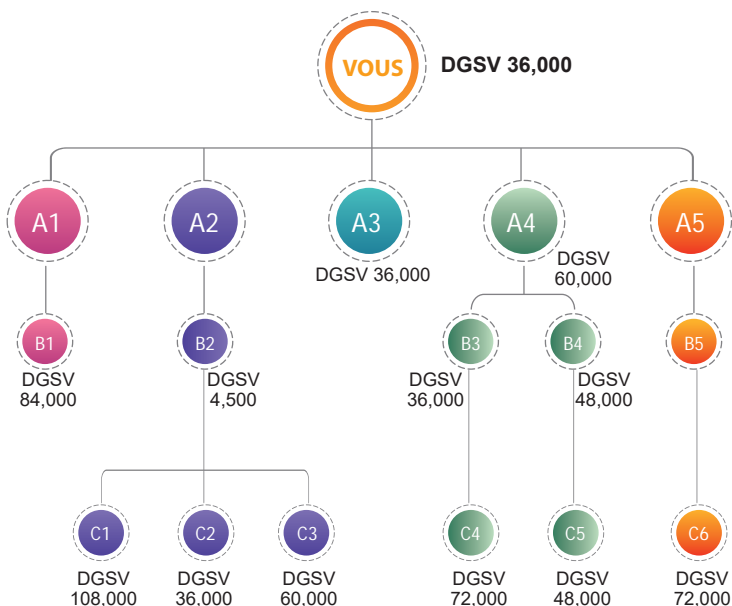 VOUS
DGSV 36,000
A1
A2
A3
A4
A5
DGSV 36,000
DGSV
60,000
B1
B2
B3
B4
B5
DGSV
84,000
DGSV
4,500
DGSV
36,000
DGSV
48,000
C1
C2
C3
C4
C5
C6
DGSV
108,000
DGSV
36,000
DGSV
60,000
DGSV
72,000
DGSV
48,000
DGSV
72,000